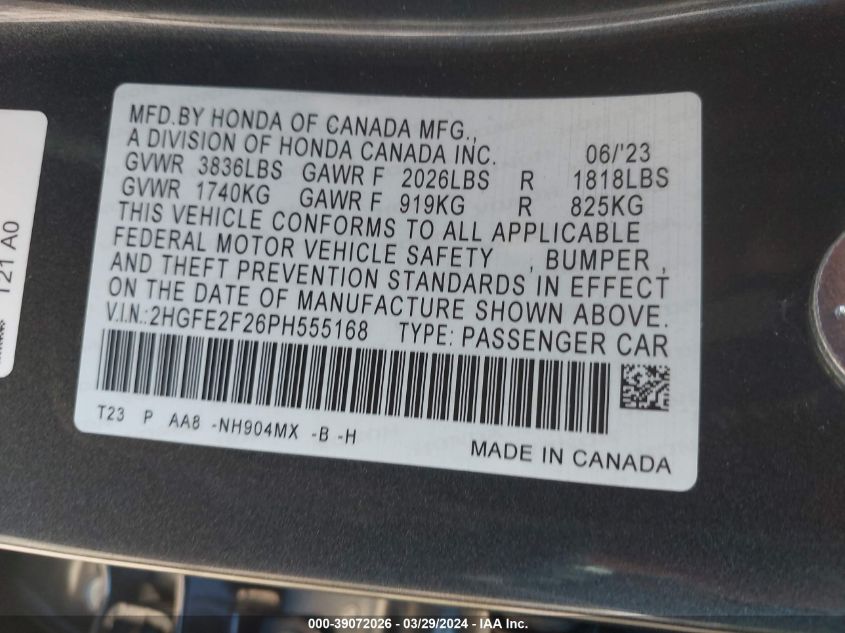 MFD.BY HONDA OF CANADA MFG.,
A DIVISION OF HONDA CANADA INC. 06/'23
GVWR 3836LBS GAWR F 2026LBS R 1818LBS
GVWR 1740KG GAWR F 919KG R 825KG
THIS VEHICLE CONFORMS TO ALL APPLICABLE
FEDERAL MOTOR VEHICLE SAFETY , BUMPER ,
AND THEFT PREVENTION STANDARDS IN EFFECT
ON THE DATE OF MANUFACTURE SHOWN ABOVE.
V.I.N.:2HGFE2F26PH555168 TYPE: PASSENGER CAR
T23 P AA8 -NH904MX -B -H
MADE IN CANADA
T21 A0
000-39072026 - 03/29/2024 - IAA Inc.